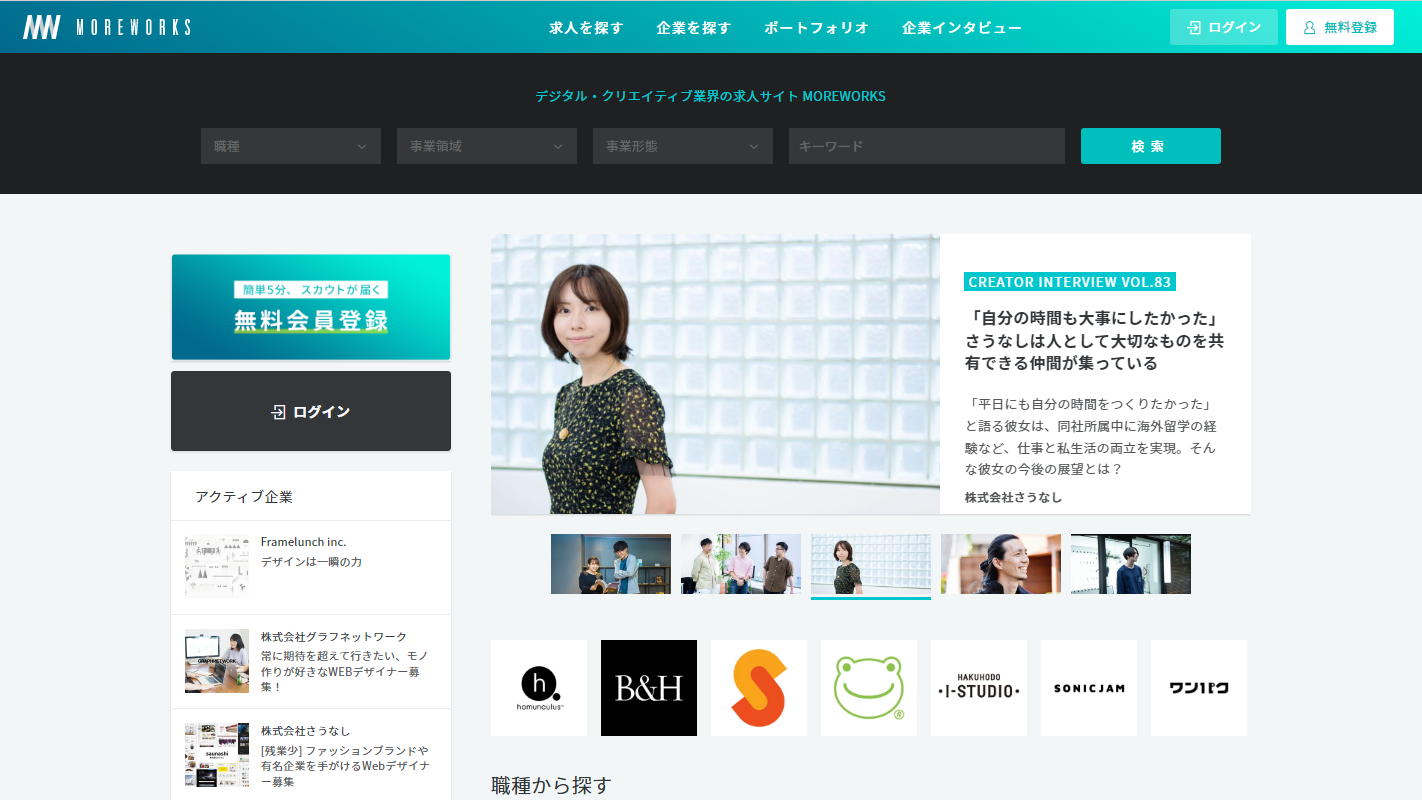 MOREWORKS
求人を探す
企業を探す
ポートフォリオ
企業インタビュー
ログイン
無料登録
デジタル・クリエイティブ業界の求人サイト MOREWORKS
職種
事業領域
事業形態
キーワード
検索
簡単5分、スカウトが届く
無料会員登録
ログイン
アクティブ企業
Framelunch inc.
デザインは一瞬の力
株式会社グラフネットワーク
常に期待を超えて行きたい、モノ
作りが好きなWEBデザイナー募
集！
GRAPHNETWORK
株式会社さうなし
[残業少] ファッションブランドや
有名企業を手がけるWebデザイナ
ー募集
saunashi
CREATOR INTERVIEW VOL.83
「自分の時間も大事にしたかった」
さうなしは人として大切なものを共
有できる仲間が集っている
「平日にも自分の時間をつくりたかった」
と語る彼女は、同社所属中に海外留学の経
験など、仕事と私生活の両立を実現。そん
な彼女の今後の展望とは？
株式会社さうなし
h.
homunculus
B&H
S
®
HAKUHODO
・I-STUDIO・
SONICJAM
ワンパク
職種から探す